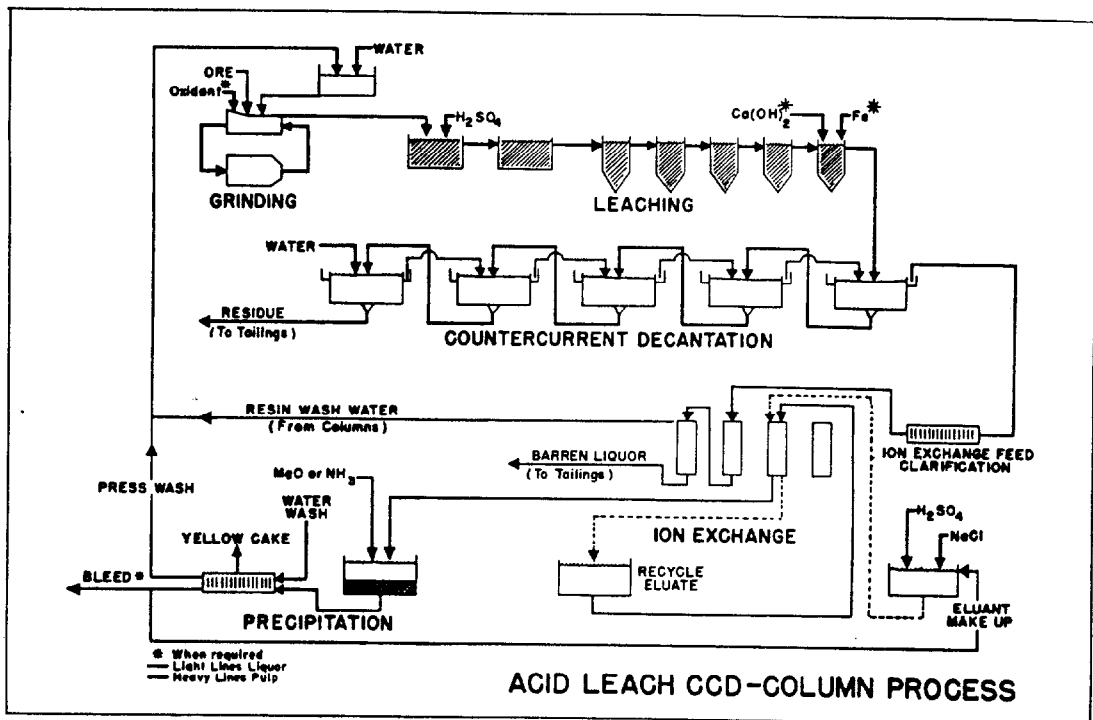 WATER
ORE
Oxidant*
H2SO4
Ca(OH)2*
Fe*
GRINDING
LEACHING
WATER
RESIDUE
(To Tailings)
COUNTERCURRENT DECANTATION
RESIN WASH WATER
(From Columns)
BARREN LIQUOR
(To Tailings)
ION EXCHANGE FEED
CLARIFICATION
PRESS WASH
MeO or NH3
WATER
WASH
YELLOW CAKE
ION EXCHANGE
H2SO4
NaCl
RECYCLE
ELUATE
BLEED*
ELUANT
MAKE UP
PRECIPITATION
* When required
Light Lines Liquor
Heavy Lines Pulp
ACID LEACH CCD-COLUMN PROCESS